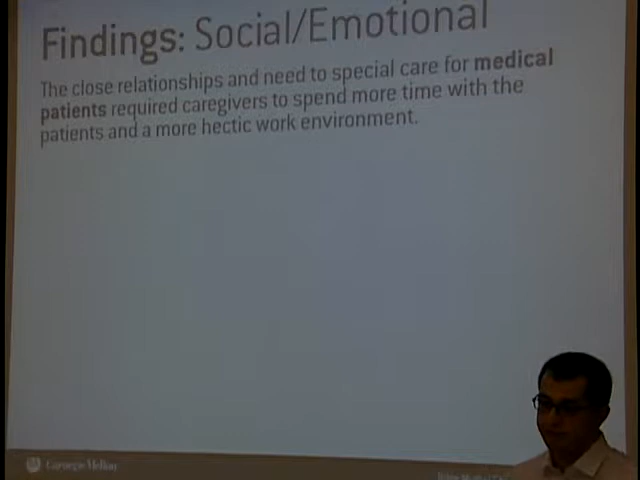 Findings: Social/Emotional
The close relationships and need to special care for medical
patients required caregivers to spend more time with the
patients and a more hectic work environment.
Carnegie Mellon